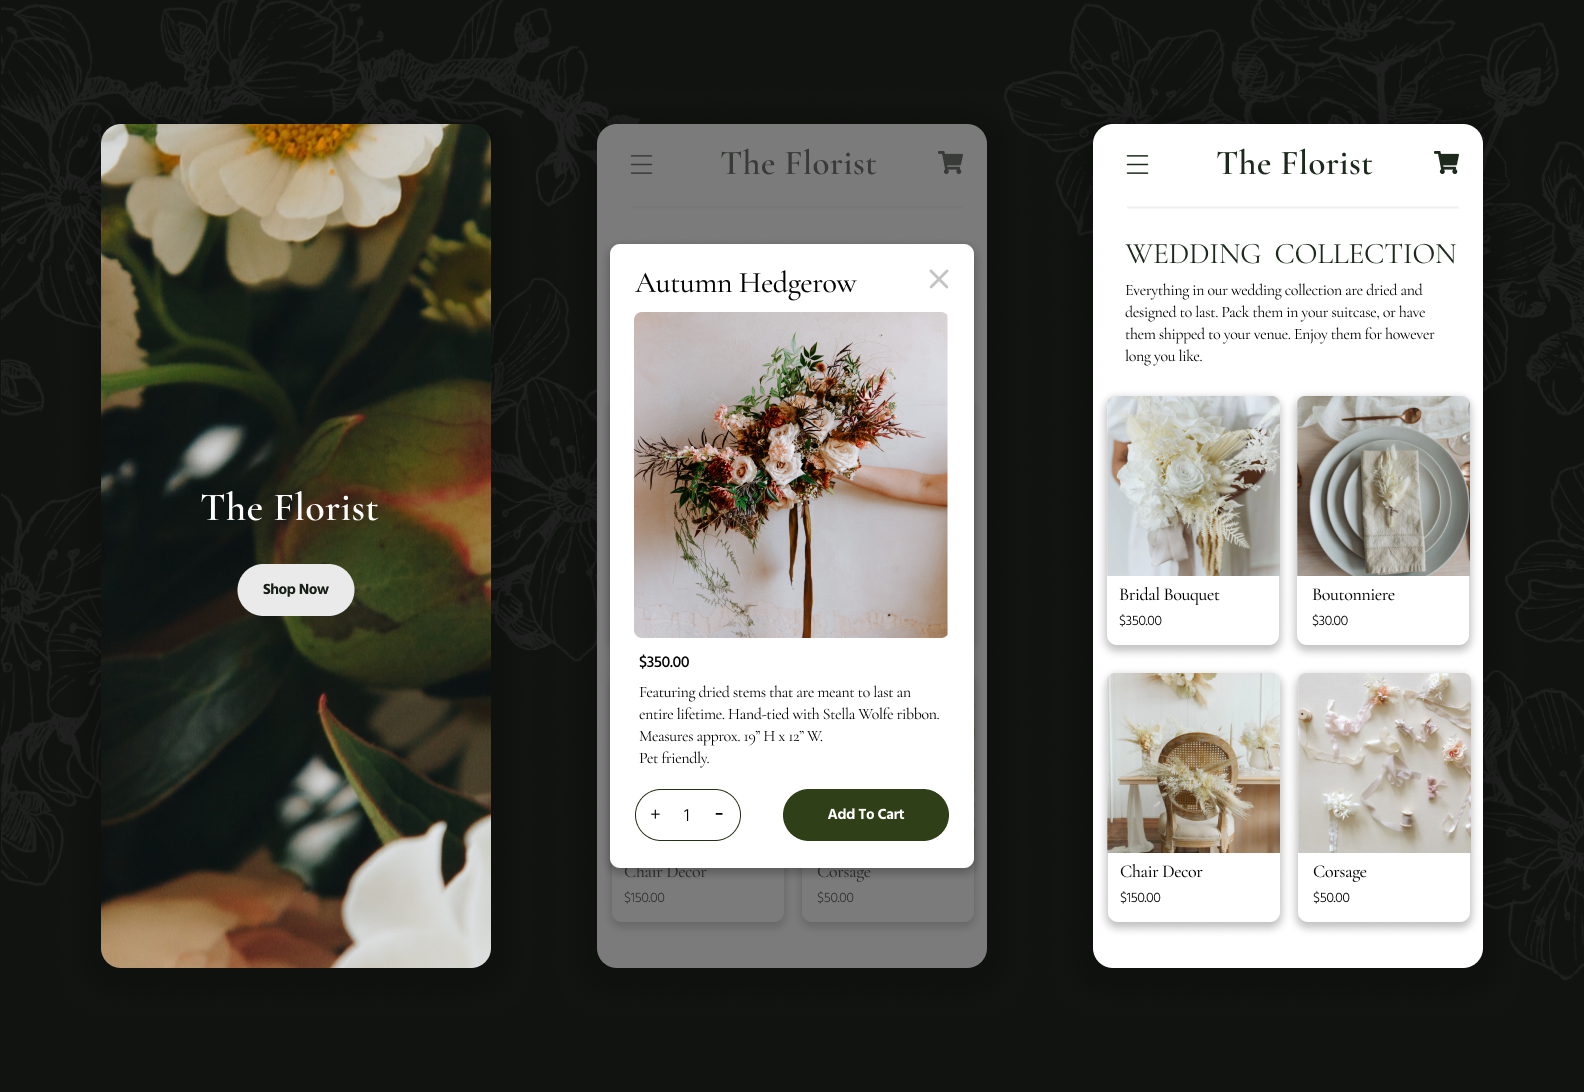 The Florist
Shop Now
The Florist
Autumn Hedgerow
$350.00
Featuring dried stems that are meant to last an
entire lifetime. Hand-tied with Stella Wolfe ribbon.
Measures approx. 19” H x 12” W.
Pet friendly.
+ 1 -
Add To Cart
Chair Decor
$150.00
Corsage
$50.00
The Florist
WEDDING COLLECTION
Everything in our wedding collection are dried and
designed to last. Pack them in your suitcase, or have
them shipped to your venue. Enjoy them for however
long you like.
Bridal Bouquet
$350.00
Boutonniere
$30.00
Chair Decor
$150.00
Corsage
$50.00